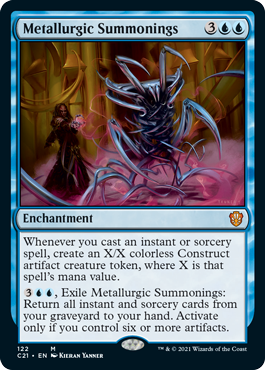 Metallurgic Summonings 3
Enchantment
Whenever you cast an instant or sorcery
spell, create an X/X colorless Construct
artifact creature token, where X is that
spell's mana value.
3, Exile Metallurgic Summonings:
Return all instant and sorcery cards from
your graveyard to your hand. Activate
only if you control six or more artifacts.
122 M
C21 • EN KIERAN YANNER
™ & © 2021 Wizards of the Coast